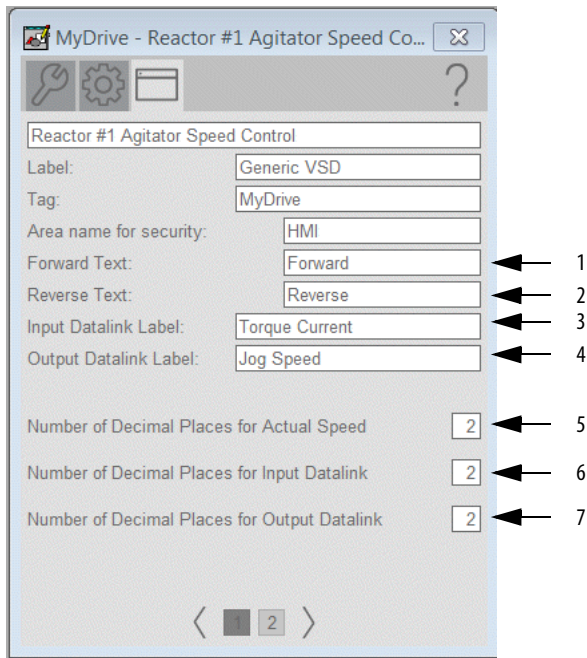 MyDrive - Reactor #1 Agitator Speed Co...
?
Reactor #1 Agitator Speed Control
Label: Generic VSD
Tag: MyDrive
Area name for security: HMI
Forward Text: Forward 1
Reverse Text: Reverse 2
Input Datalink Label: Torque Current 3
Output Datalink Label: Jog Speed 4
Number of Decimal Places for Actual Speed 2 5
Number of Decimal Places for Input Datalink 2 6
Number of Decimal Places for Output Datalink 2 7
1 2